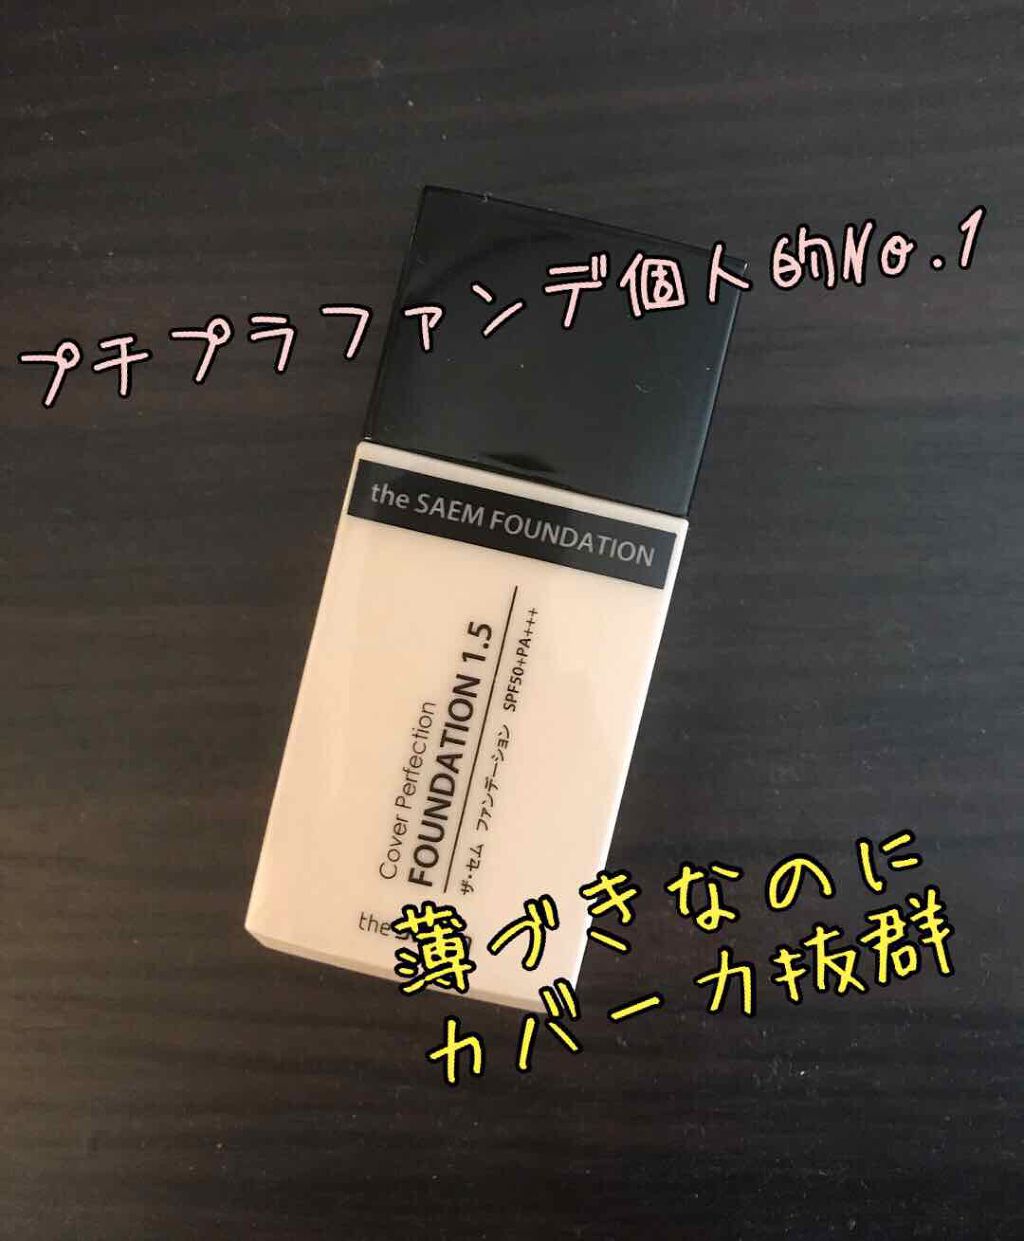 プチプラファンデ個人的No.1
the SAEM FOUNDATION
Cover Perfection
FOUNDATION 1.5
ザ・セム ファンデーション SPF50+PA+++
the
薄づきなのに
カバー力抜群